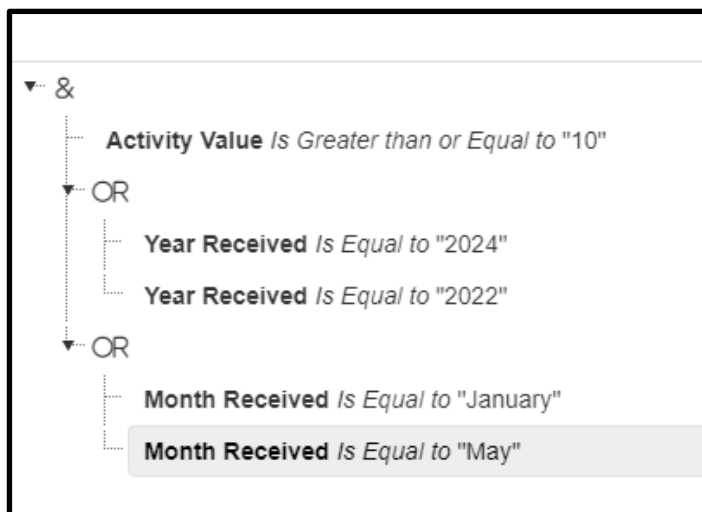 &
Activity Value Is Greater than or Equal to "10"
OR
Year Received Is Equal to "2024"
Year Received Is Equal to "2022"
OR
Month Received Is Equal to "January"
Month Received Is Equal to "May"